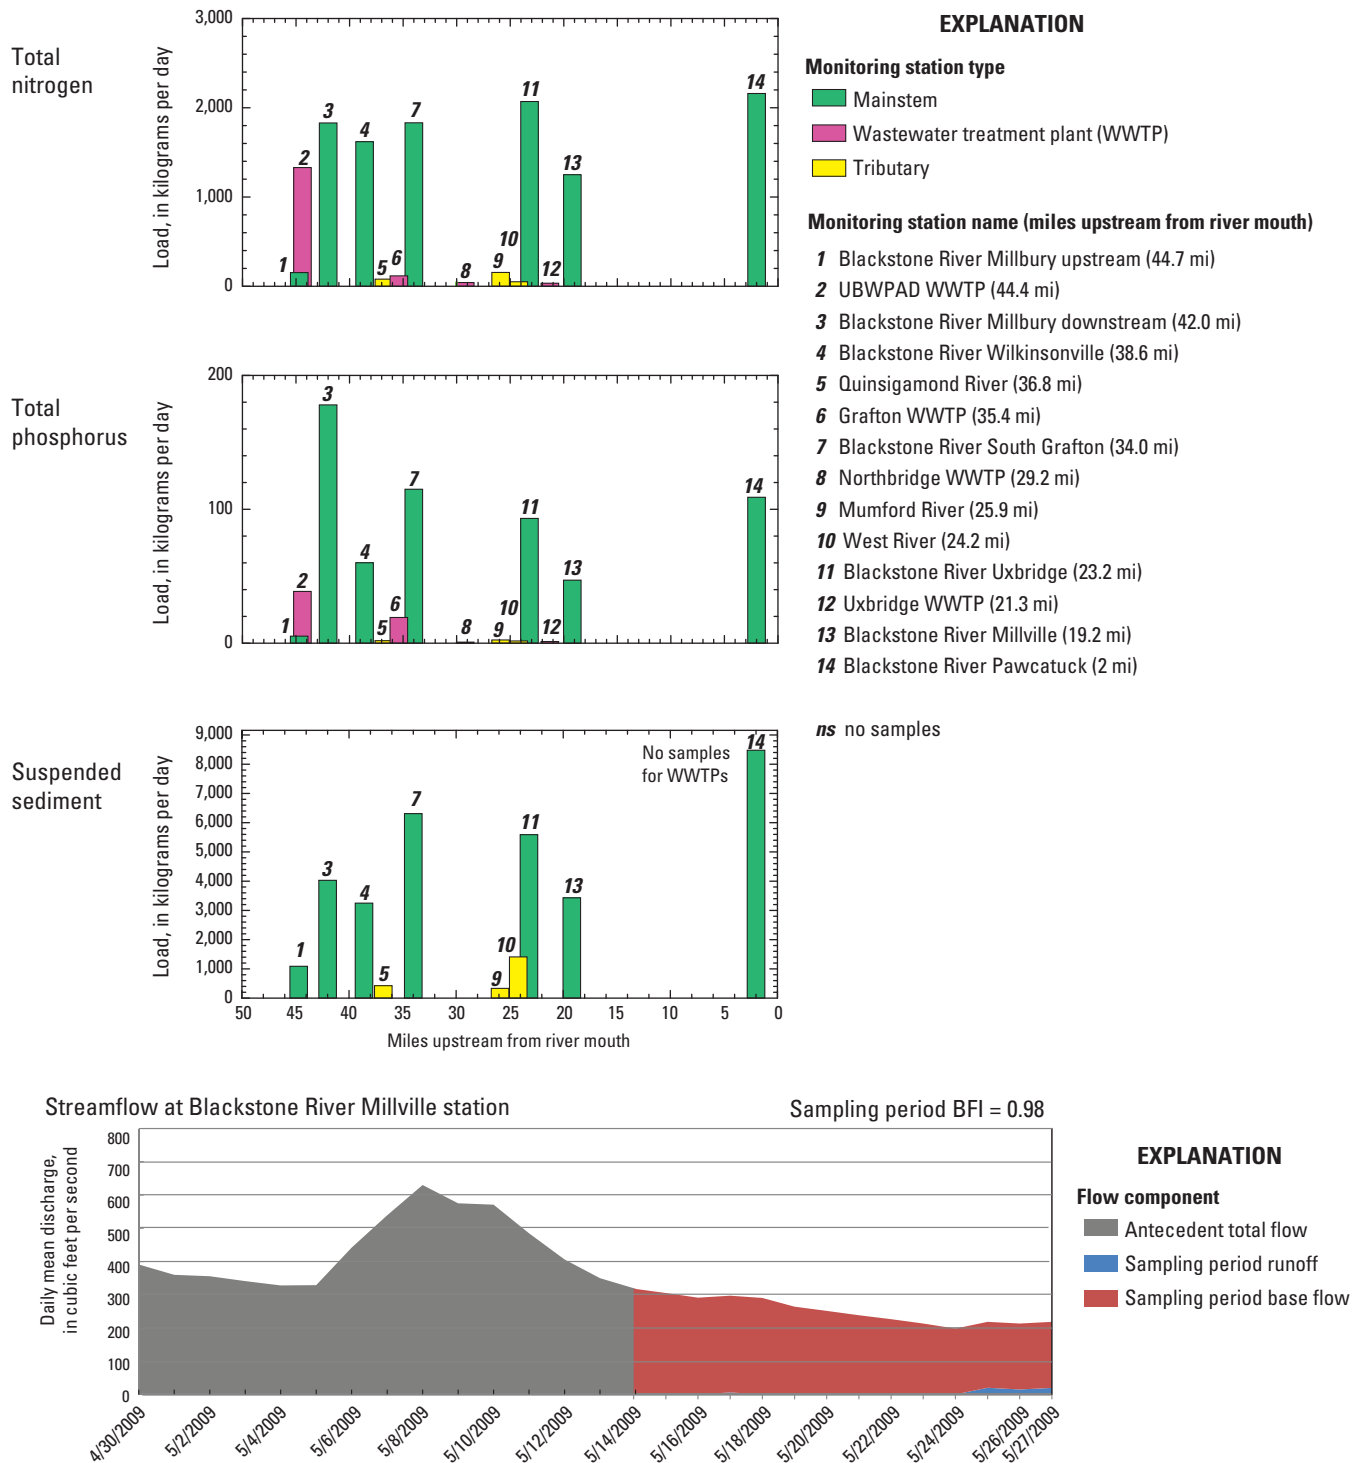 Total
nitrogen
Load, in kilograms per day
3,000
2,000
1,000
0
1
2
3
4
5
6
7
8
9
10
11
12
13
14
Total
phosphorus
Load, in kilograms per day
200
100
0
1
2
3
4
5
6
7
8
9
10
11
12
13
14
Suspended
sediment
Load, in kilograms per day
9,000
8,000
7,000
6,000
5,000
4,000
3,000
2,000
1,000
0
No samples
for WWTPs
1
3
4
5
7
9
10
11
13
14
50 45 40 35 30 25 20 15 10 5 0
Miles upstream from river mouth
EXPLANATION
Monitoring station type
Mainstem
Wastewater treatment plant (WWTP)
Tributary
Monitoring station name (miles upstream from river mouth)
1 Blackstone River Millbury upstream (44.7 mi)
2 UBWPAD WWTP (44.4 mi)
3 Blackstone River Millbury downstream (42.0 mi)
4 Blackstone River Wilkinsonville (38.6 mi)
5 Quinsigamond River (36.8 mi)
6 Grafton WWTP (35.4 mi)
7 Blackstone River South Grafton (34.0 mi)
8 Northbridge WWTP (29.2 mi)
9 Mumford River (25.9 mi)
10 West River (24.2 mi)
11 Blackstone River Uxbridge (23.2 mi)
12 Uxbridge WWTP (21.3 mi)
13 Blackstone River Millville (19.2 mi)
14 Blackstone River Pawcatuck (2 mi)
ns no samples
Streamflow at Blackstone River Millville station
Sampling period BFI = 0.98
Daily mean discharge,
in cubic feet per second
800
700
600
500
400
300
200
100
0
4/30/2009
5/2/2009
5/4/2009
5/6/2009
5/8/2009
5/10/2009
5/12/2009
5/14/2009
5/16/2009
5/18/2009
5/20/2009
5/22/2009
5/24/2009
5/26/2009
5/27/2009
EXPLANATION
Flow component
Antecedent total flow
Sampling period runoff
Sampling period base flow